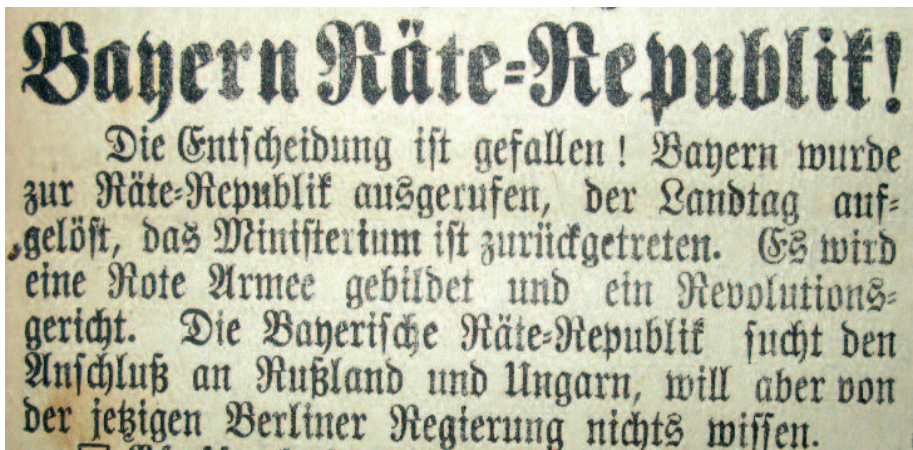 Bayern Räte=Republik!
Die Entscheidung ist gefallen! Bayern wurde
zur Räte=Republik ausgerufen, der Landtag auf=
gelöst, das Ministerium ist zurückgetreten. Es wird
eine Rote Armee gebildet und ein Revolutions=
gericht. Die Bayerische Räte=Republik sucht den
Anschluß an Rußland und Ungarn, will aber von
der jetzigen Berliner Regierung nichts wissen.